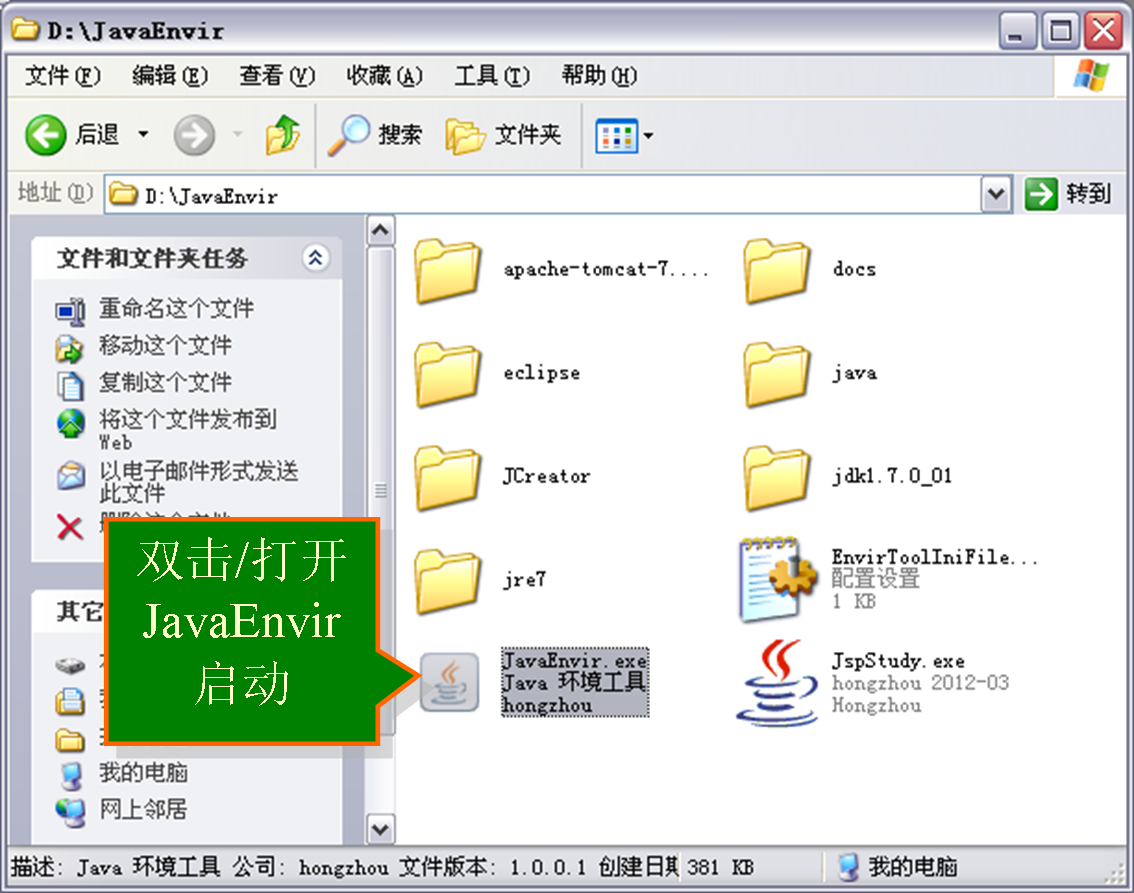 D:\JavaEnvir
文件(F) 编辑(E) 查看(V) 收藏(A) 工具(T) 帮助(H)
后退 搜索 文件夹
地址(D) D:\JavaEnvir 转到
文件和文件夹任务
重命名这个文件
移动这个文件
复制这个文件
将这个文件发布到
Web
以电子邮件形式发送
此文件
其它
我的电脑
网上邻居
双击/打开
JavaEnvir
启动
apache-tomcat-7....
docs
eclipse
java
JCreator
jdk1.7.0_01
jre7
EnvirToolIniFile...
配置设置
1 KB
JavaEnvir.exe
Java 环境工具
hongzhou
JspStudy.exe
hongzhou 2012-03
Hongzhou
描述: Java 环境工具 公司: hongzhou 文件版本: 1.0.0.1 创建日期 381 KB 我的电脑